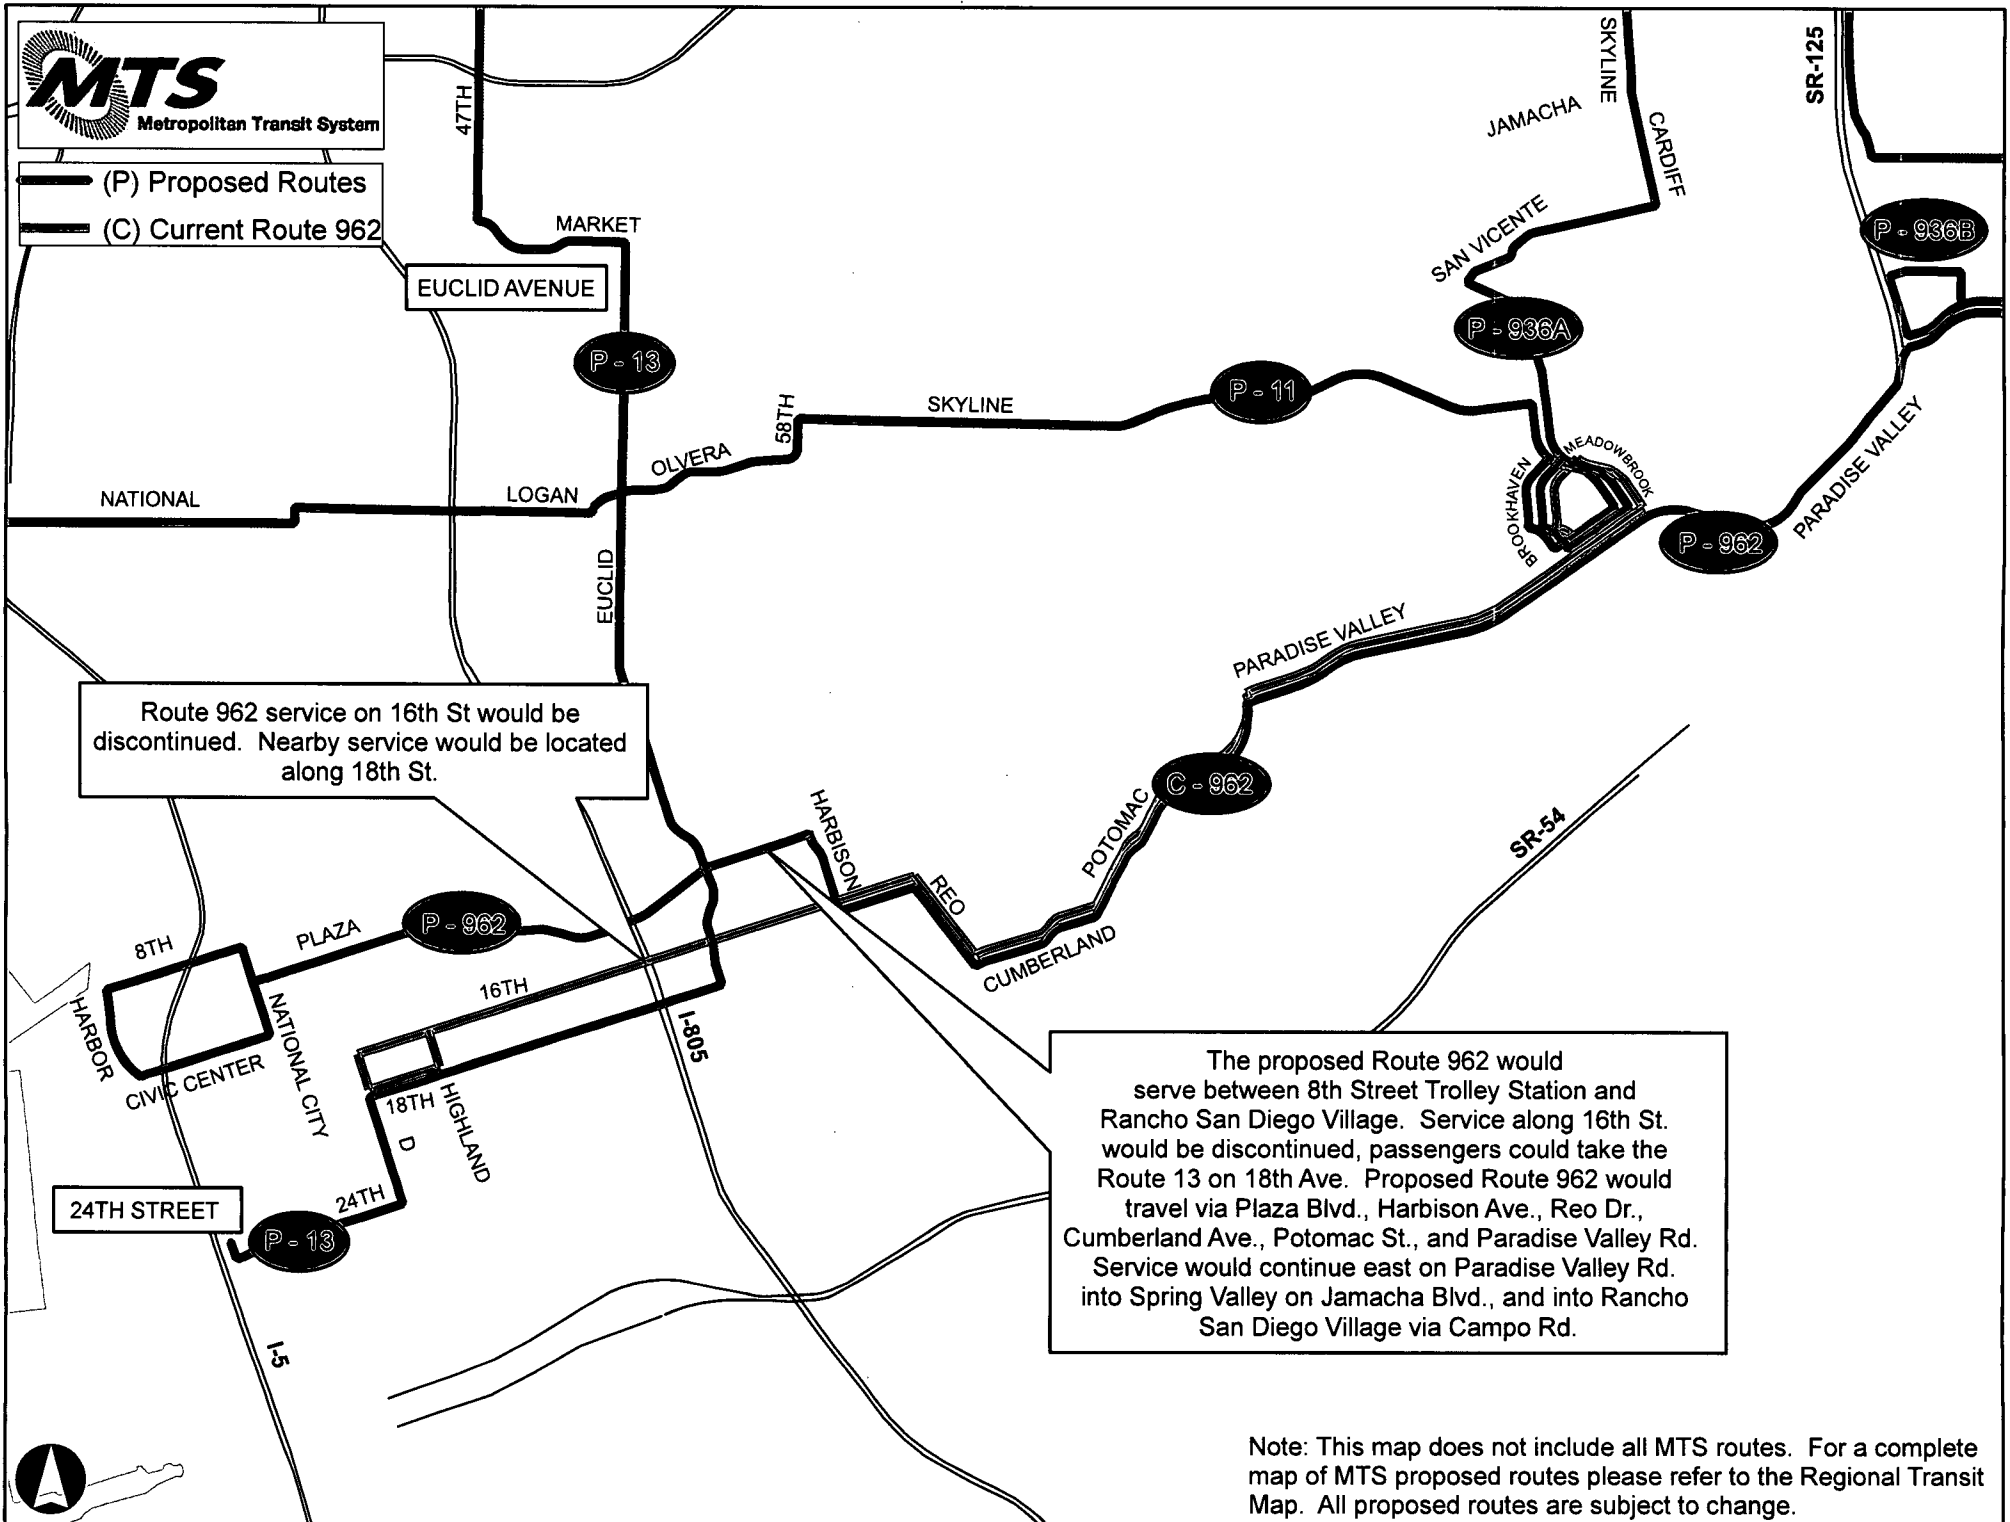 MTS
Metropolitan Transit System
(P) Proposed Routes
(C) Current Route 962
47TH
MARKET
EUCLID AVENUE
P - 13
SKYLINE
JAMACHA
CARDIFF
SR-125
SAN VICENTE
P - 936B
P - 936A
P - 11
58TH
SKYLINE
OLVERA
LOGAN
NATIONAL
EUCLID
BROOKHAVEN
MEADOWBROOK
BROOKHAVEN
P - 962
PARADISE VALLEY
PARADISE VALLEY
Route 962 service on 16th St would be
discontinued. Nearby service would be located
along 18th St.
C - 962
POTOMAC
HARBISON
REO
CUMBERLAND
SR-54
P - 962
PLAZA
8TH
HARBOR
CIVIC CENTER
NATIONAL CITY
16TH
I-805
18TH
D
HIGHLAND
24TH
24TH STREET
P - 13
I-5
The proposed Route 962 would
serve between 8th Street Trolley Station and
Rancho San Diego Village. Service along 16th St.
would be discontinued, passengers could take the
Route 13 on 18th Ave. Proposed Route 962 would
travel via Plaza Blvd., Harbison Ave., Reo Dr.,
Cumberland Ave., Potomac St., and Paradise Valley Rd.
Service would continue east on Paradise Valley Rd.
into Spring Valley on Jamacha Blvd., and into Rancho
San Diego Village via Campo Rd.
Note: This map does not include all MTS routes. For a complete
map of MTS proposed routes please refer to the Regional Transit
Map. All proposed routes are subject to change.